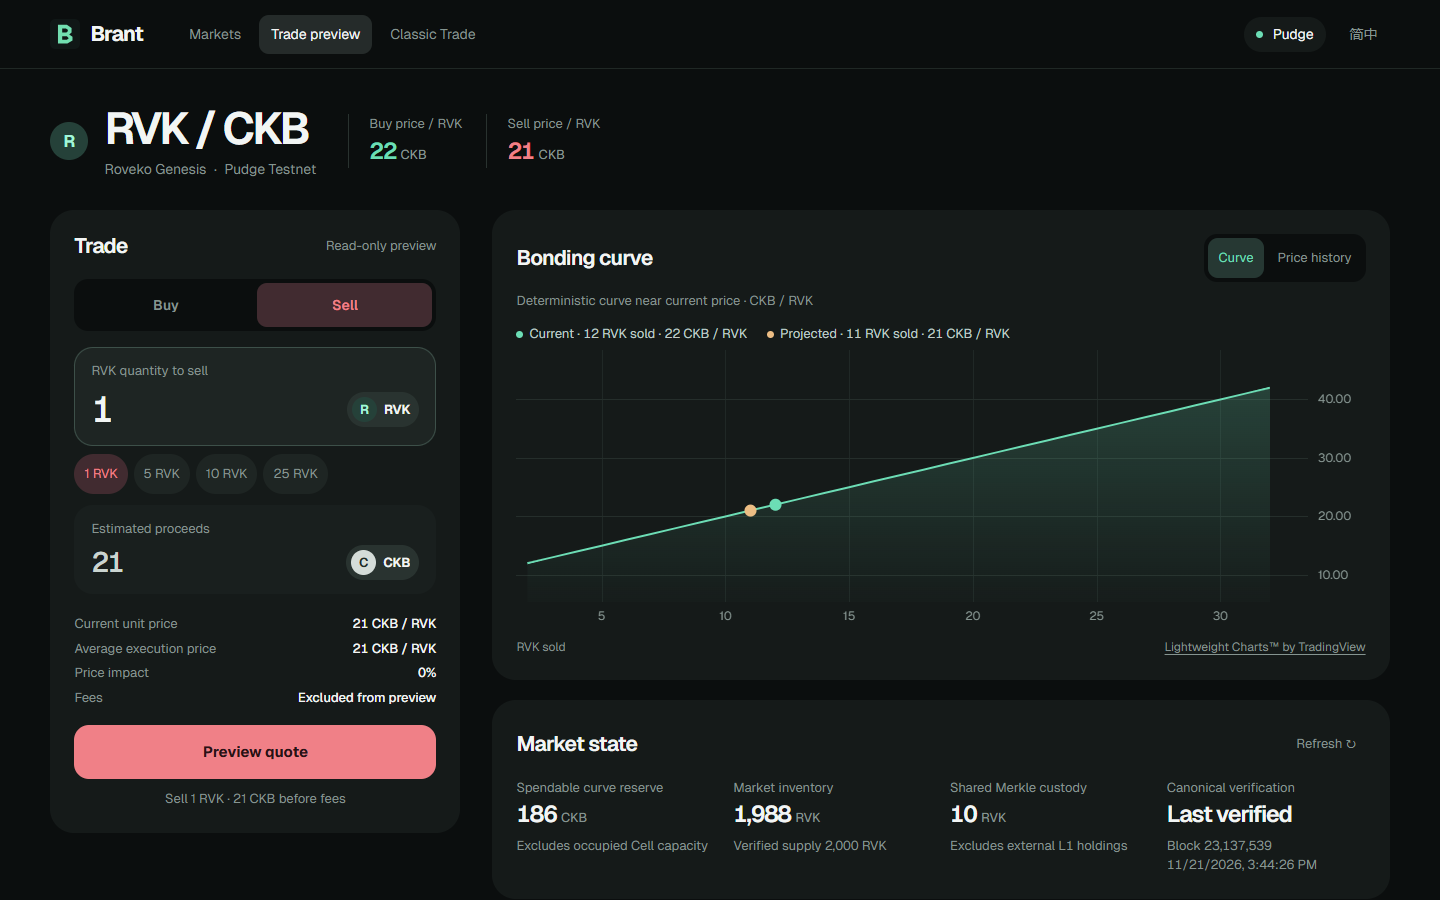 B Brant Markets Trade preview Classic Trade Pudge 简中
R RVK / CKB
Roveko Genesis · Pudge Testnet
Buy price / RVK
22 CKB
Sell price / RVK
21 CKB
Trade Read-only preview
Buy Sell
RVK quantity to sell
1 R RVK
1 RVK 5 RVK 10 RVK 25 RVK
Estimated proceeds
21 C CKB
Current unit price 21 CKB / RVK
Average execution price 21 CKB / RVK
Price impact 0%
Fees Excluded from preview
Preview quote
Sell 1 RVK · 21 CKB before fees
Bonding curve Curve Price history
Deterministic curve near current price · CKB / RVK
Current · 12 RVK sold · 22 CKB / RVK Projected · 11 RVK sold · 21 CKB / RVK
40.00
30.00
20.00
10.00
5 10 15 20 25 30
RVK sold Lightweight Charts™ by TradingView
Market state Refresh ↻
Spendable curve reserve
186 CKB
Excludes occupied Cell capacity
Market inventory
1,988 RVK
Verified supply 2,000 RVK
Shared Merkle custody
10 RVK
Excludes external L1 holdings
Canonical verification
Last verified
Block 23,137,539
11/21/2026, 3:44:26 PM